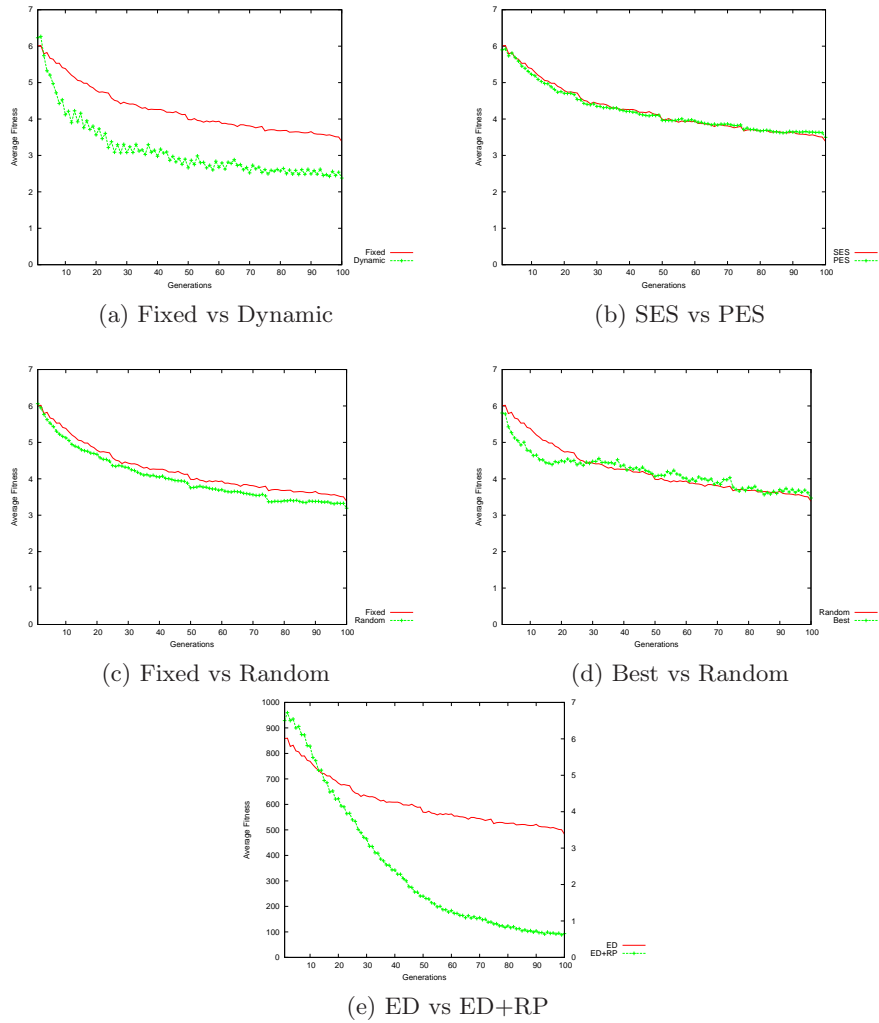 7
6
5
4
3
2
1
0
Average Fitness
10 20 30 40 50 60 70 80 90 100
Generations
Fixed
Dynamic
(a) Fixed vs Dynamic
7
6
5
4
3
2
1
0
Average Fitness
10 20 30 40 50 60 70 80 90 100
Generations
SES
PES
(b) SES vs PES
7
6
5
4
3
2
1
0
Average Fitness
10 20 30 40 50 60 70 80 90 100
Generations
Fixed
Random
(c) Fixed vs Random
7
6
5
4
3
2
1
0
Average Fitness
10 20 30 40 50 60 70 80 90 100
Generations
Random
Best
(d) Best vs Random
1000
900
800
700
600
500
400
300
200
100
0
Average Fitness
7
6
5
4
3
2
1
0
10 20 30 40 50 60 70 80 90 100
Generations
ED
ED+RP
(e) ED vs ED+RP